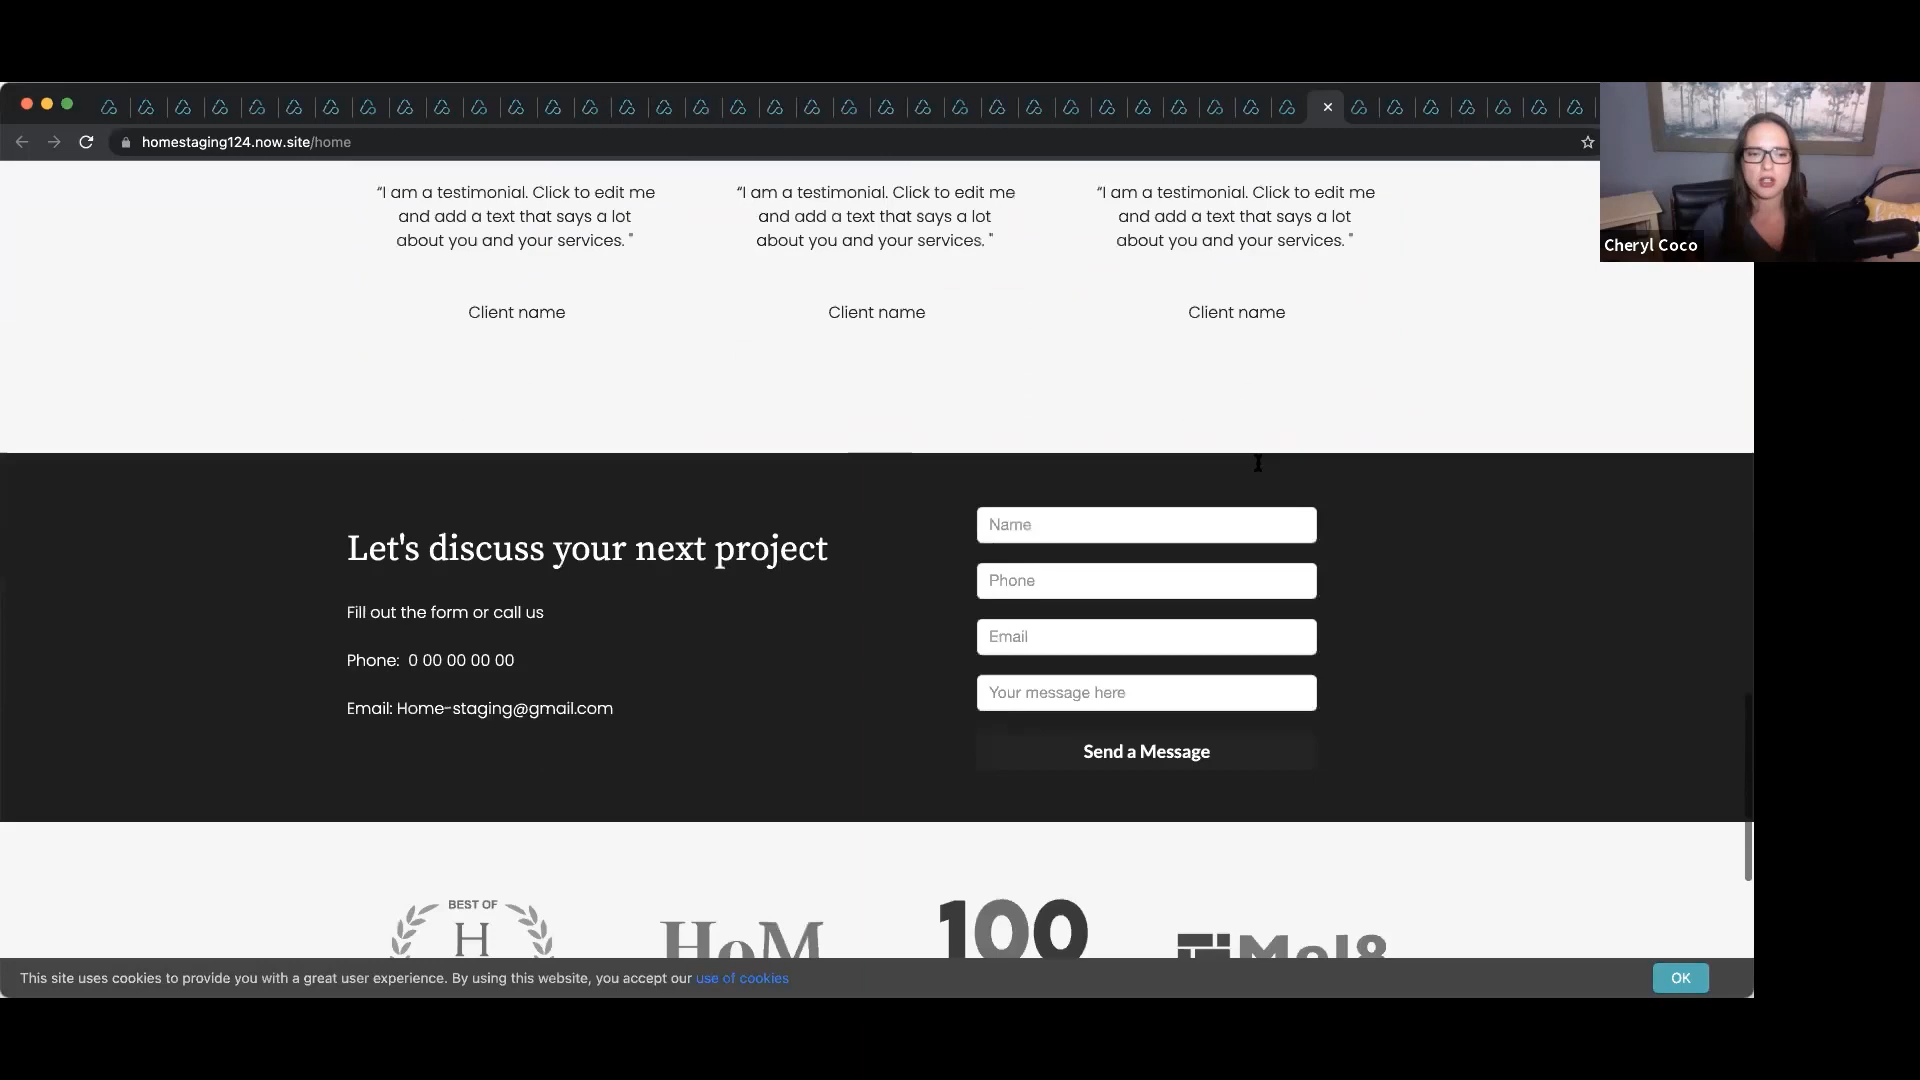 homestaging124.now.site/home
Cheryl Coco
“I am a testimonial. Click to edit me
and add a text that says a lot
about you and your services. "
Client name
“I am a testimonial. Click to edit me
and add a text that says a lot
about you and your services. "
Client name
“I am a testimonial. Click to edit me
and add a text that says a lot
about you and your services. "
Client name
Let's discuss your next project
Fill out the form or call us
Phone:  0 00 00 00 00
Email: Home-staging@gmail.com
Name
Phone
Email
Your message here
Send a Message
BEST OF
H
HoM
100
Mel8
This site uses cookies to provide you with a great user experience. By using this website, you accept our use of cookies
OK